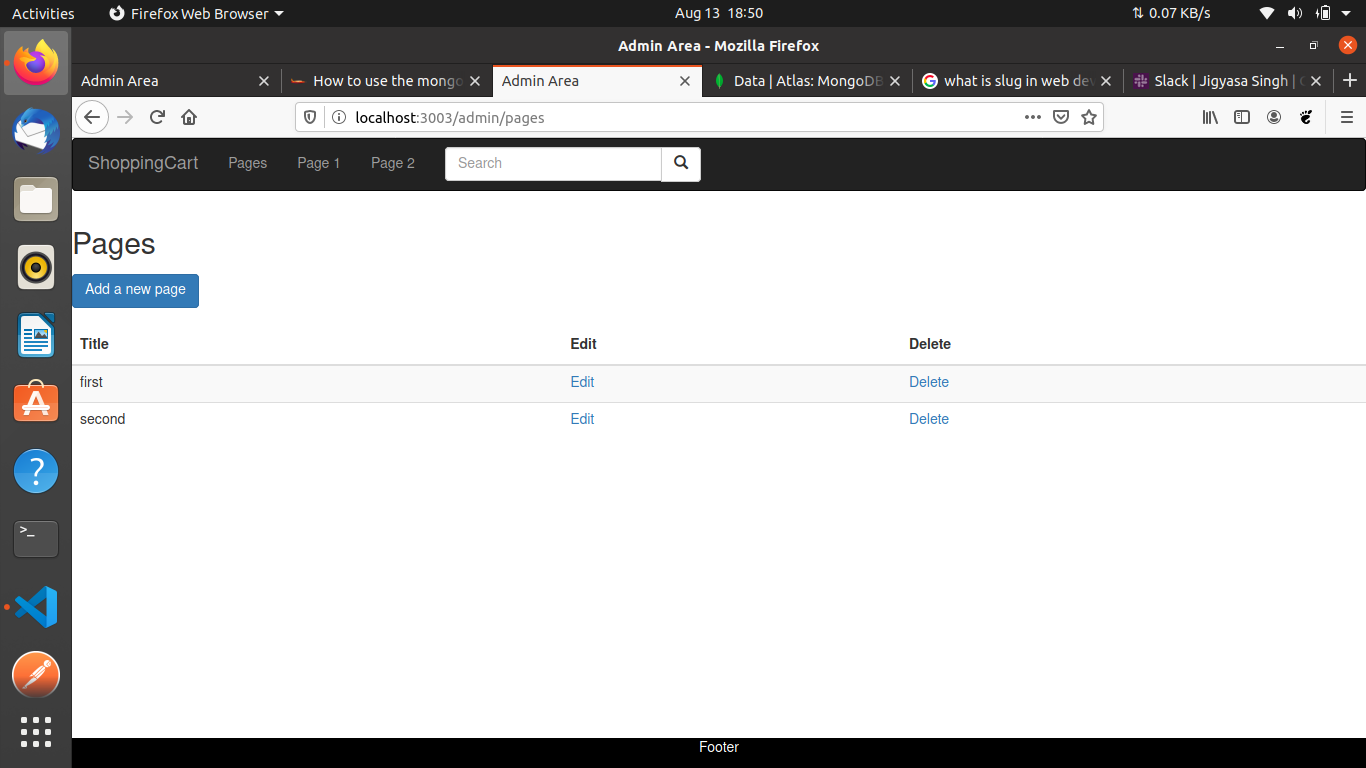 Activities Firefox Web Browser Aug 13 18:50 0.07 KB/s
Admin Area - Mozilla Firefox
Admin Area How to use the mongo Admin Area Data | Atlas: MongoDB what is slug in web dev Slack | Jigyasa Singh |
localhost:3003/admin/pages
ShoppingCart Pages Page 1 Page 2 Search
Pages
Add a new page
Title Edit Delete
first Edit Delete
second Edit Delete
Footer